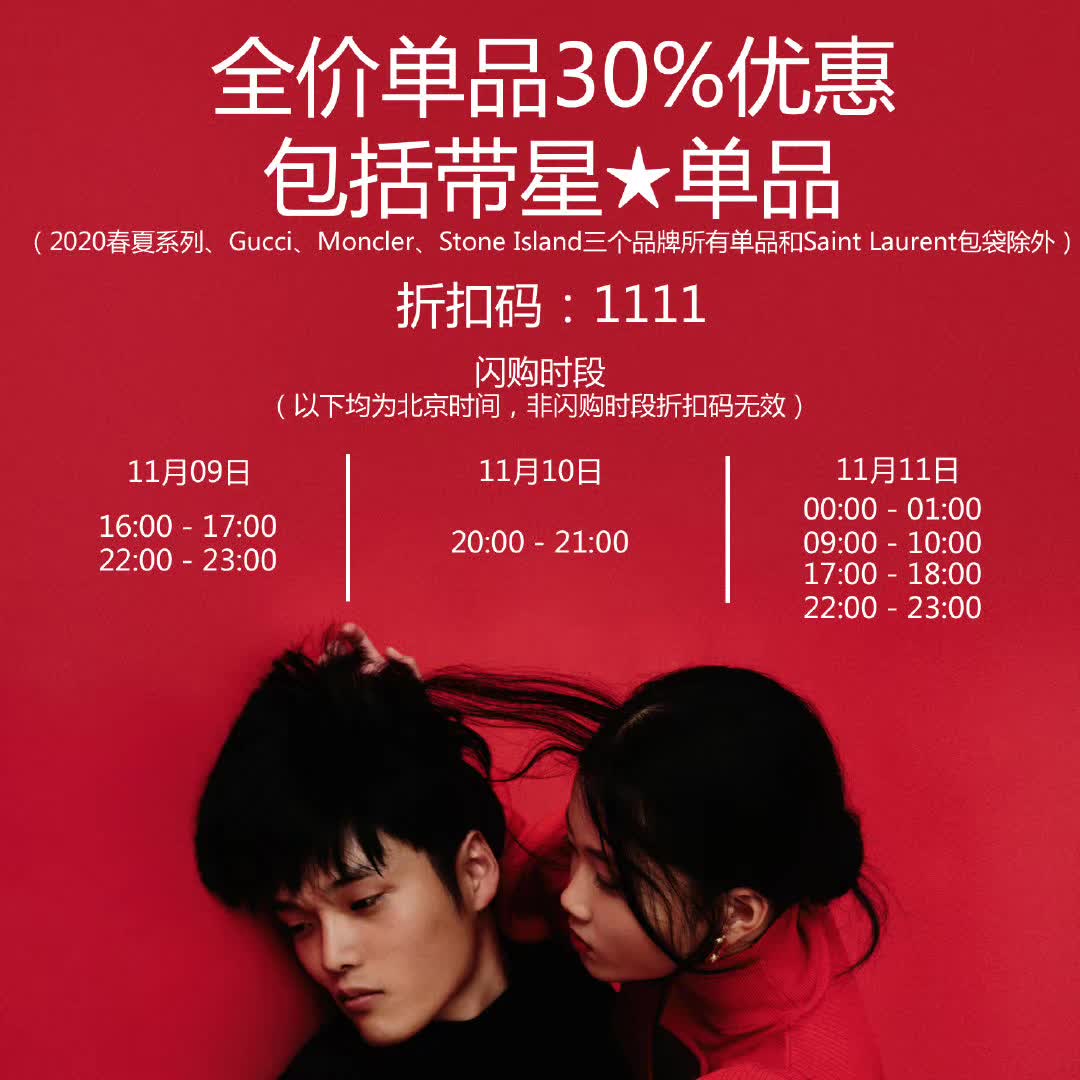 全价单品30%优惠
包括带星★单品
（2020春夏系列、Gucci、Moncler、Stone Island三个品牌所有单品和Saint Laurent包袋除外）
折扣码：1111
闪购时段
（以下均为北京时间，非闪购时段折扣码无效）
11月09日
16:00 - 17:00
22:00 - 23:00
11月10日
20:00 - 21:00
11月11日
00:00 - 01:00
09:00 - 10:00
17:00 - 18:00
22:00 - 23:00